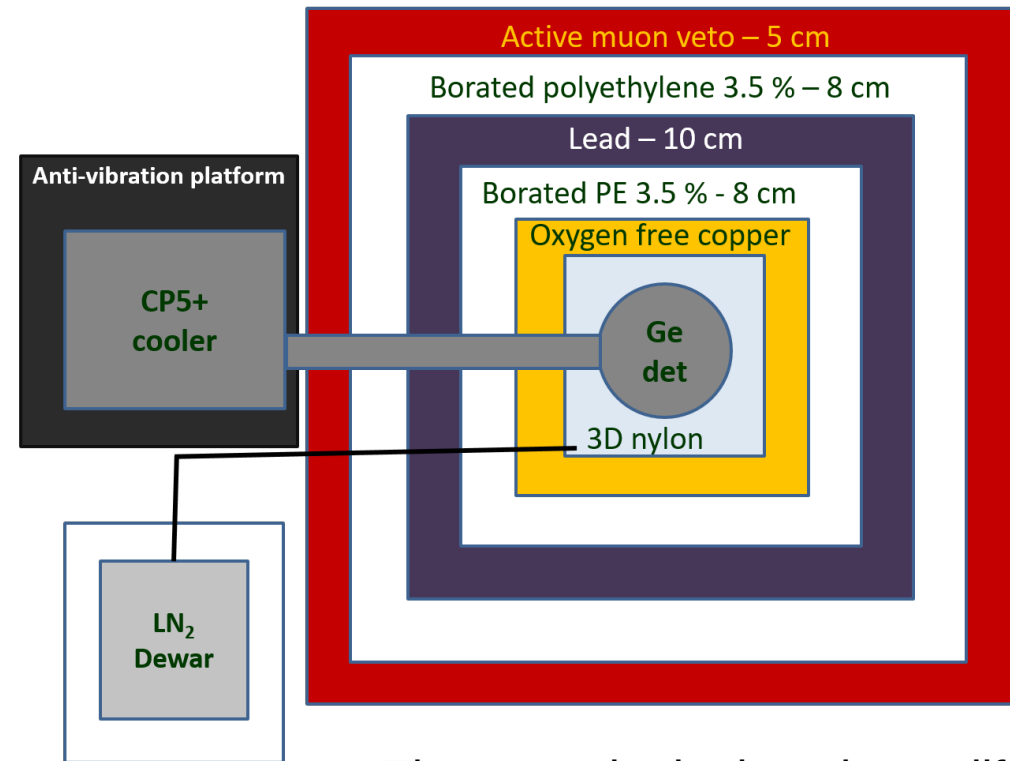 Active muon veto – 5 cm
Borated polyethylene 3.5 % – 8 cm
Lead – 10 cm
Anti-vibration platform
Borated PE 3.5 % - 8 cm
Oxygen free copper
CP5+
cooler
Ge
det
3D nylon
LN₂
Dewar